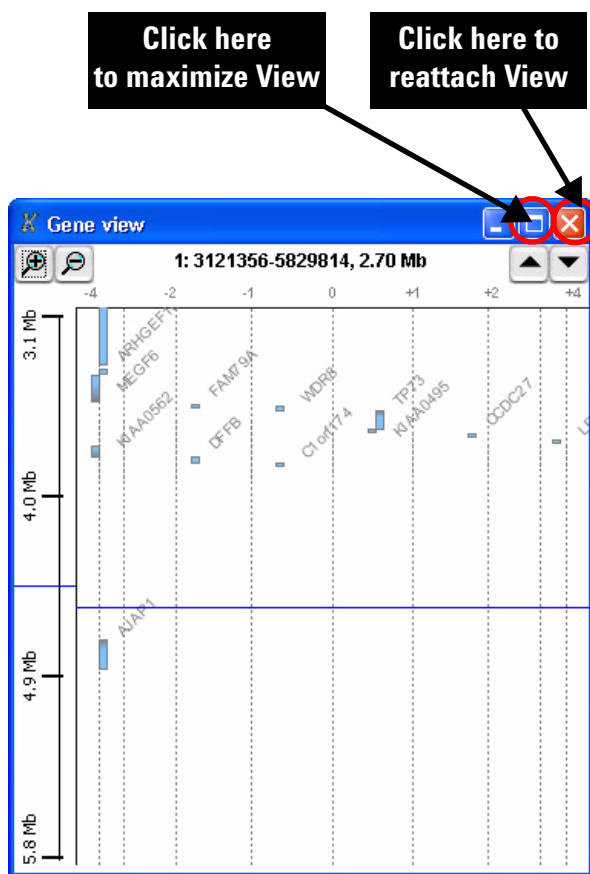 Click here
to maximize View
Click here to
reattach View
Gene view
1: 3121356-5829814, 2.70 Mb
-4 -2 -1 0 +1 +2 +4
3.1 Mb
MEGF6
FAM79A
WDR8
TP73
CCDC27
KIAA0562
DFFB
C1orf174
KIAA0495
4.0 Mb
AJAP1
4.9 Mb
5.8 Mb